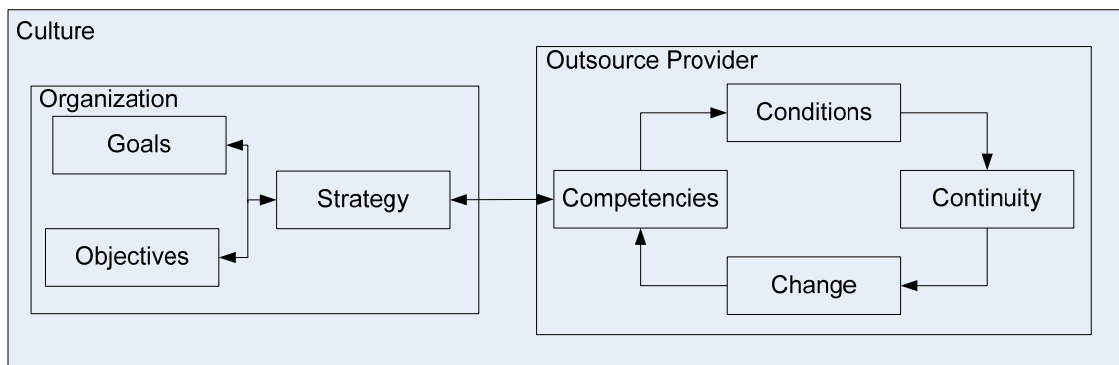 Culture
Outsource Provider
Organization
Goals
Conditions
Strategy
Competencies
Continuity
Objectives
Change